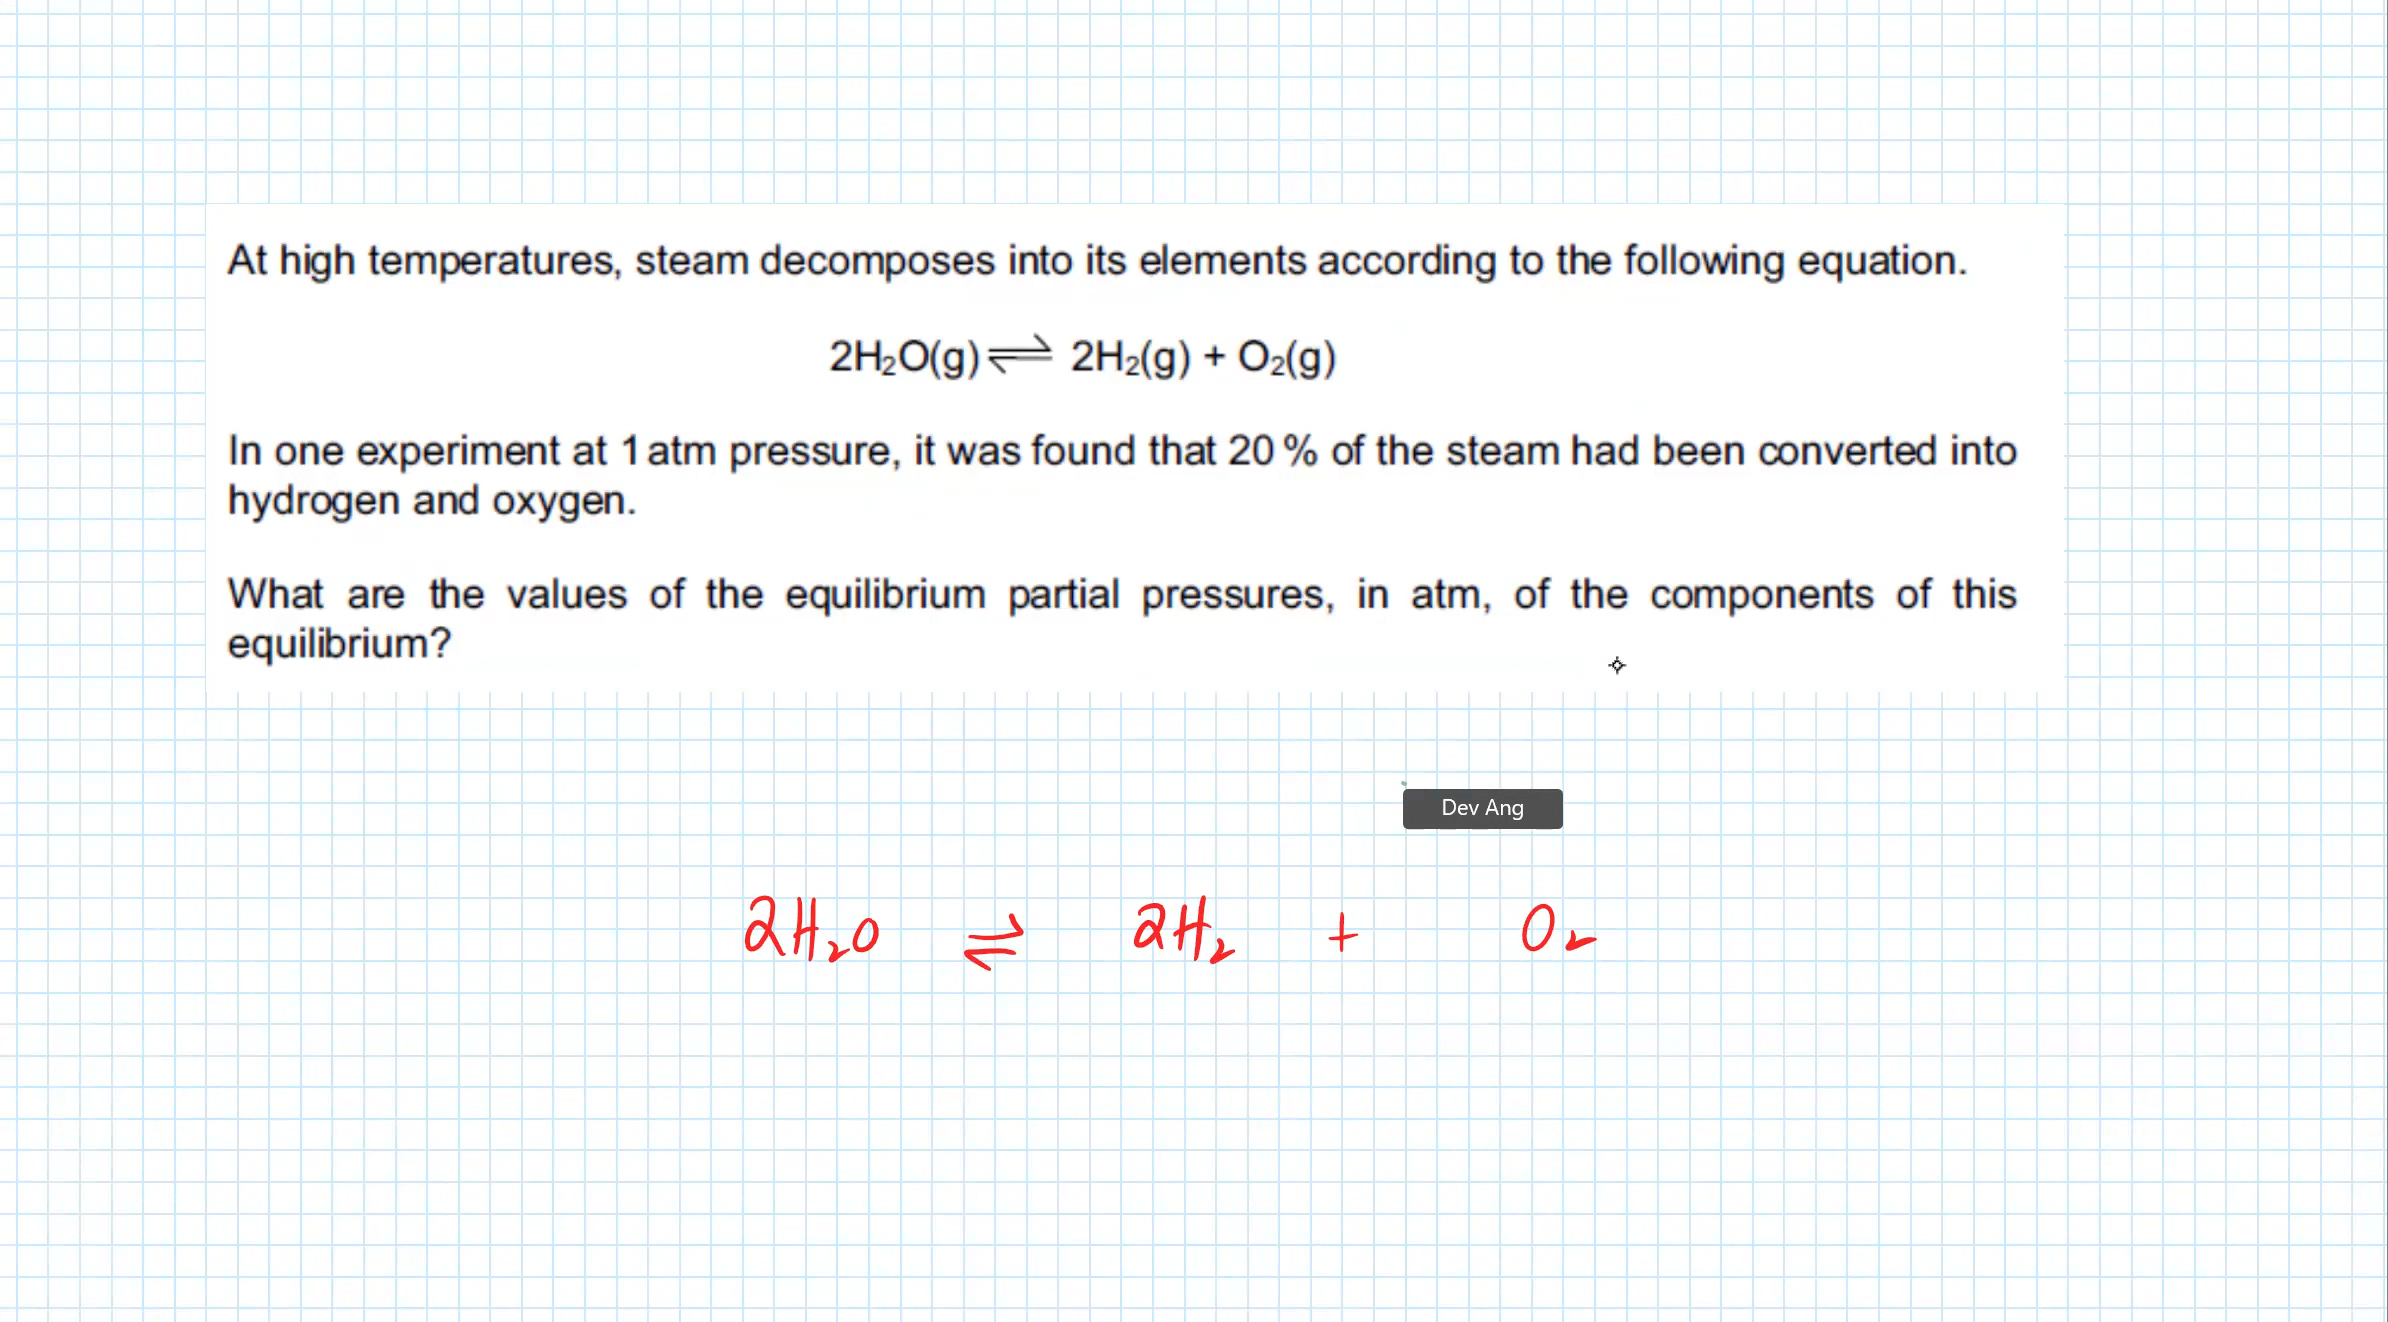 At high temperatures, steam decomposes into its elements according to the following equation.
2H₂O(g) ⇌ 2H₂(g) + O₂(g)
In one experiment at 1 atm pressure, it was found that 20 % of the steam had been converted into
hydrogen and oxygen.
What are the values of the equilibrium partial pressures, in atm, of the components of this
equilibrium?
Dev Ang
2H₂O ⇌ 2H₂ + O₂